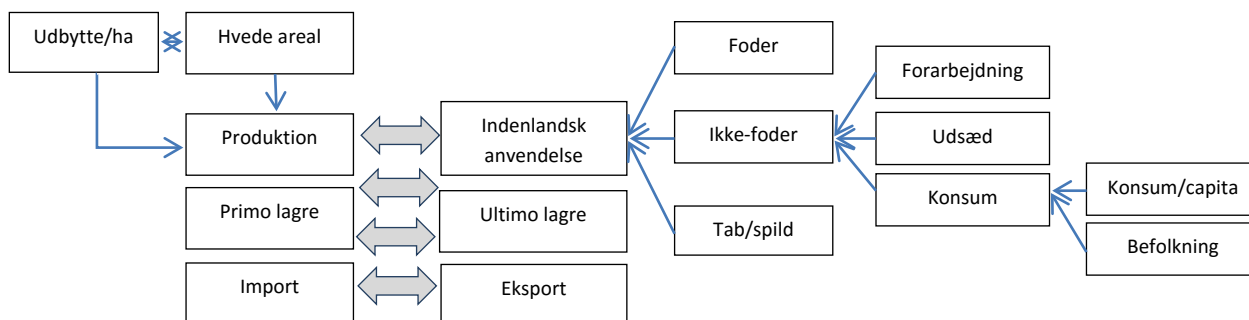 Udbytte/ha
Hvede areal
Produktion
Primo lagre
Import
Indenlandsk
anvendelse
Ultimo lagre
Eksport
Foder
Ikke-foder
Tab/spild
Forarbejdning
Udsæd
Konsum
Konsum/capita
Befolkning